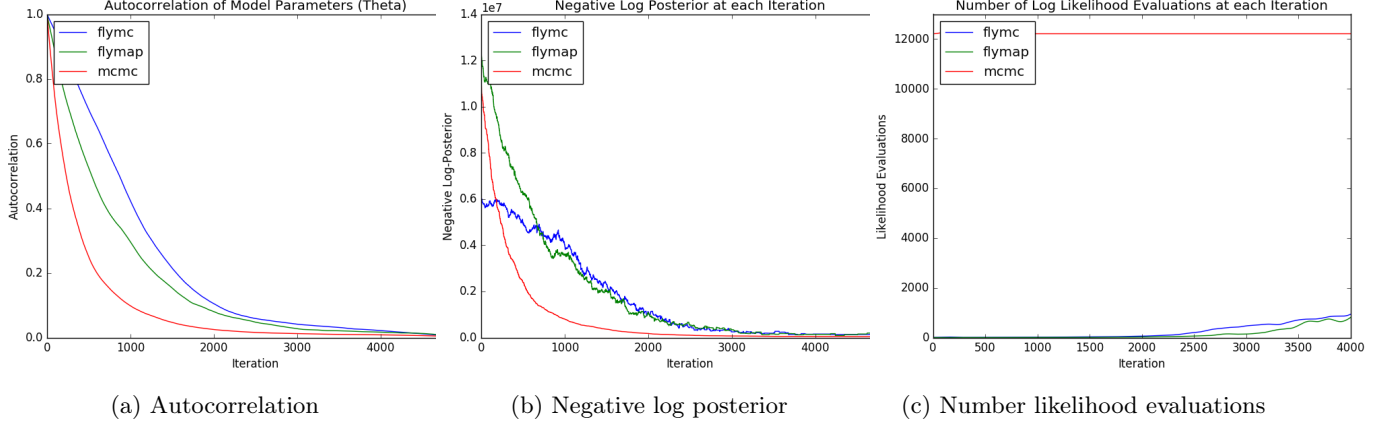 Autocorrelation of Model Parameters (Theta)
flymc
flymap
mcmc
1.0
0.8
0.6
0.4
0.2
0.0
Autocorrelation
0 1000 2000 3000 4000
Iteration
(a) Autocorrelation
Negative Log Posterior at each Iteration
1e7
flymc
flymap
mcmc
1.4
1.2
1.0
0.8
0.6
0.4
0.2
0.0
Negative Log-Posterior
0 1000 2000 3000 4000
Iteration
(b) Negative log posterior
Number of Log Likelihood Evaluations at each Iteration
flymc
flymap
mcmc
12000
10000
8000
6000
4000
2000
0
Likelihood Evaluations
0 500 1000 1500 2000 2500 3000 3500 4000
Iteration
(c) Number likelihood evaluations